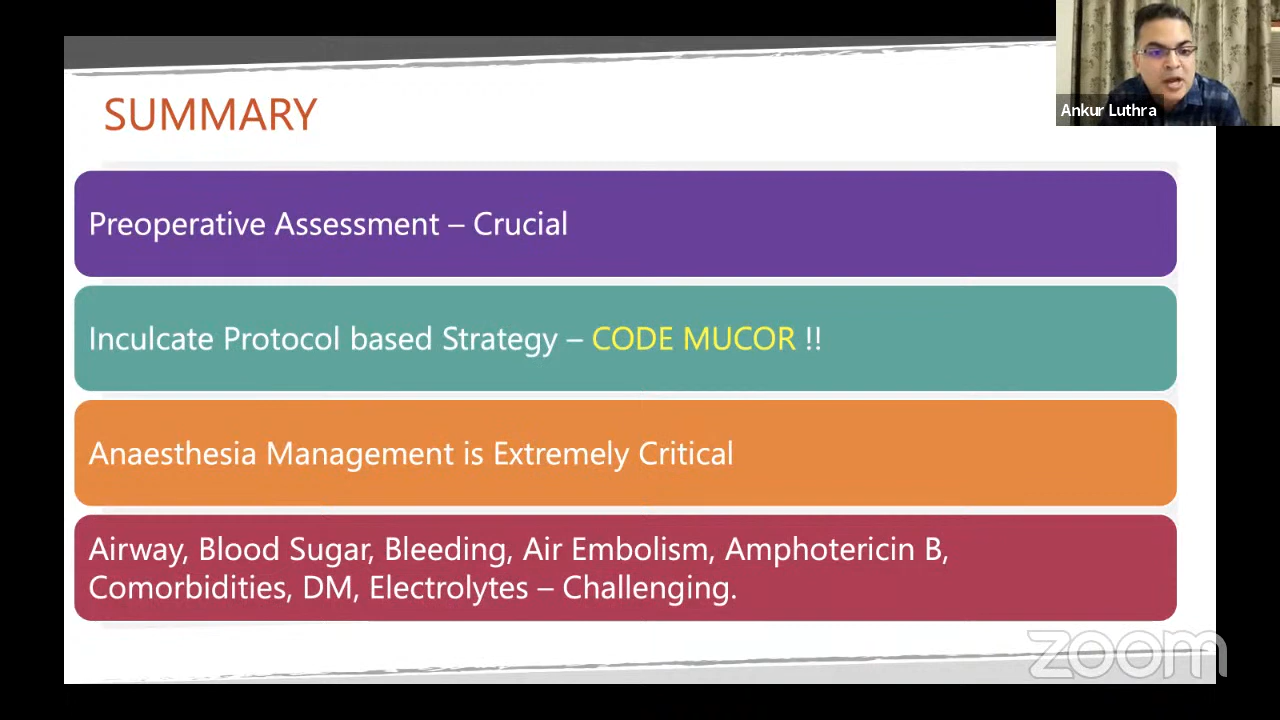 Ankur Luthra
SUMMARY
Preoperative Assessment – Crucial
Inculcate Protocol based Strategy – CODE MUCOR !!
Anaesthesia Management is Extremely Critical
Airway, Blood Sugar, Bleeding, Air Embolism, Amphotericin B,
Comorbidities, DM, Electrolytes – Challenging.
zoom